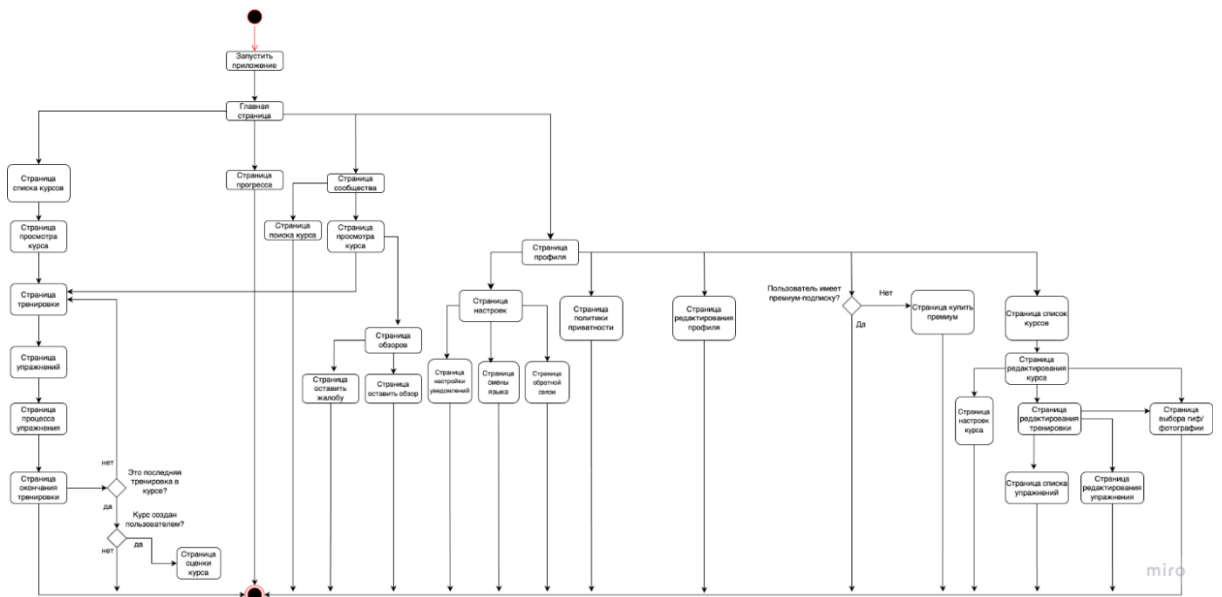 Запустить
приложение
Главная
страница
Страница
списка курсов
Страница
прогресса
Страница
сообщества
Страница
просмотра
курса
Страница
поиска курса
Страница
просмотра
курса
Страница
профиля
Страница
тренировки
Страница
настроек
Страница
политики
приватности
Страница
редактирования
профиля
Пользователь имеет
премиум-подписку?
Нет
Да
Страница купить
премиум
Страница список
курсов
Страница
упражнений
Страница
обзоров
Страница
оставить
жалобу
Страница
оставить обзор
Страница
настройки
уведомлений
Страница
смены
языка
Страница
обратной
связи
Страница
редактирования
курса
Страница
процесса
упражнения
Страница
настроек
курса
Страница
редактирования
тренировки
Страница
выбора гиф/
фотографии
Страница
окончания
тренировки
нет
Это последняя
тренировка в
курсе?
да
Страница списка
упражнений
Страница
редактирования
упражнения
Курс создан
пользователем?
нет
да
Страница
оценки
курса
miro